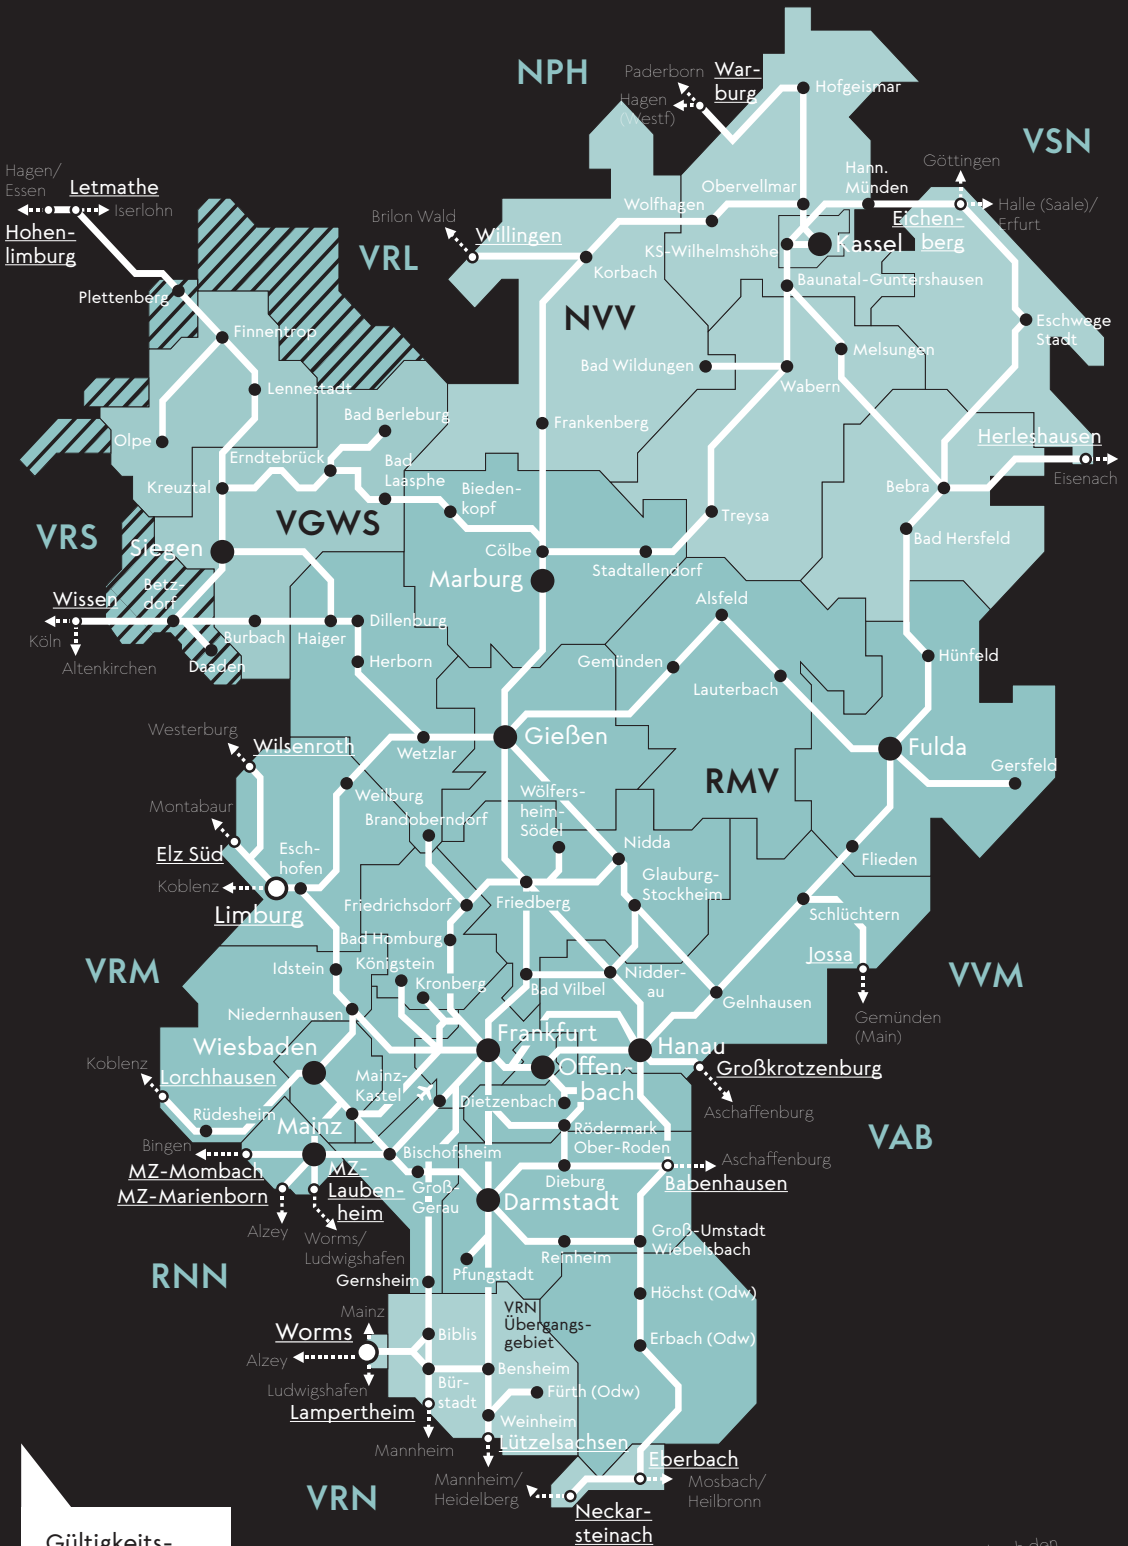 NPH
Paderborn
War-
burg
Hagen
(Westf)
Hofgeismar
VSN
Göttingen
Hann.
Münden
Halle (Saale)/
Erfurt
Eichen-
berg
Hagen/
Essen
Letmathe
Iserlohn
Hohen-
limburg
Brilon Wald
Willingen
VRL
Obervellmar
Wolfhagen
KS-Wilhelmshöhe
Kassel
Korbach
Baunatal-Guntershausen
Plettenberg
NVV
Finnentrop
Eschwege
Stadt
Melsungen
Bad Wildungen
Wabern
Lennestadt
Bad Berleburg
Frankenberg
Olpe
Herleshausen
Erndtebrück
Bad
Laasphe
Eisenach
Kreuztal
Bieden-
kopf
Bebra
VRS
VGWS
Treysa
Bad Hersfeld
Siegen
Cölbe
Stadtallendorf
Marburg
Betz-
dorf
Wissen
Alsfeld
Köln
Burbach
Haiger
Dillenburg
Altenkirchen
Daaden
Herborn
Gemünden
Lauterbach
Hünfeld
Westerburg
Wilsenroth
Wetzlar
Gießen
Fulda
RMV
Gersfeld
Weilburg
Wölfers-
heim-
Södel
Montabaur
Brandoberndorf
Elz Süd
Esch-
hofen
Nidda
Flieden
Koblenz
Glauburg-
Stockheim
Limburg
Friedrichsdorf
Friedberg
Schlüchtern
Bad Homburg
Jossa
VRM
Idstein
Königstein
Kronberg
Bad Vilbel
Nidder-
au
VVM
Gelnhausen
Niedernhausen
Gemünden
(Main)
Wiesbaden
Frankfurt
Hanau
Koblenz
Lorchhausen
Mainz-
Kastel
Offen-
bach
Großkrotzenburg
Rüdesheim
Dietzenbach
Aschaffenburg
Mainz
Rödermark
Ober-Roden
VAB
Bingen
Bischofsheim
MZ-Mombach
MZ-
Lauben-
heim
Dieburg
Aschaffenburg
Babenhausen
MZ-Marienborn
Groß-
Gerau
Darmstadt
Alzey
Worms/
Ludwigshafen
Groß-Umstadt
Wiebelsbach
Reinheim
RNN
Gernsheim
Pfungstadt
Höchst (Odw)
Mainz
VRN
Übergangs-
gebiet
Worms
Biblis
Erbach (Odw)
Alzey
Bensheim
Ludwigshafen
Bür-
stadt
Fürth (Odw)
Lampertheim
Weinheim
Mannheim
Lützelsachsen
Eberbach
Mannheim/
Heidelberg
Mosbach/
Heilbronn
VRN
Neckar-
steinach
Gültigkeits-